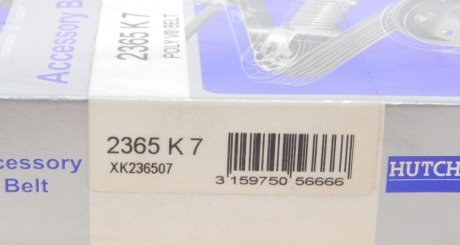 Accessory B
2365 K 7
POLY V® BELT
2365 K 7
XK236507
3 159750 56666
ccessory
Belt
HUTCH